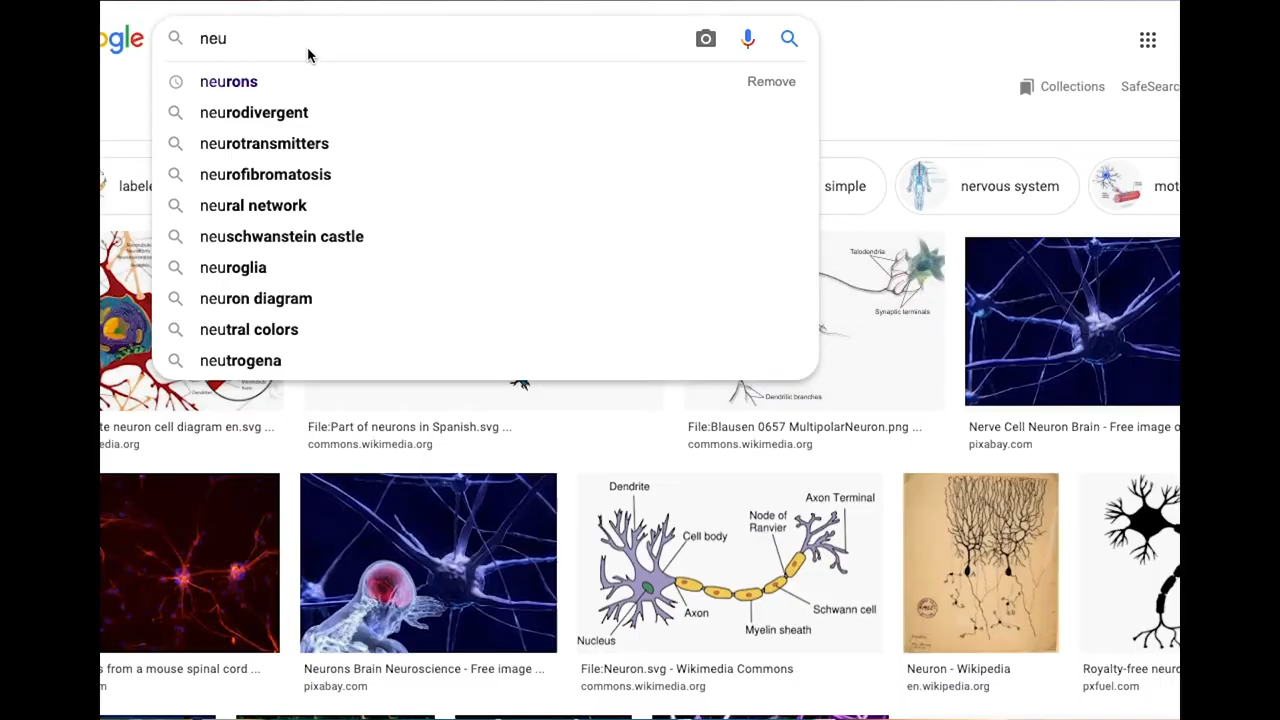 ogle
neu
neurons
Remove
neurodivergent
neurotransmitters
neurofibromatosis
neural network
neuschwanstein castle
neuroglia
neuron diagram
neutral colors
neutrogena
Collections
SafeSearc
labele
simple
nervous system
mot
Telodendria
Synaptic terminals
Dendritic branches
te neuron cell diagram en.svg ...
edia.org
File:Part of neurons in Spanish.svg ...
commons.wikimedia.org
File:Blausen 0657 MultipolarNeuron.png ...
commons.wikimedia.org
Nerve Cell Neuron Brain - Free image o
pixabay.com
Dendrite
Axon Terminal
Node of
Ranvier
Cell body
Axon
Schwann cell
Myelin sheath
Nucleus
s from a mouse spinal cord ...
m
Neurons Brain Neuroscience - Free image ...
pixabay.com
File:Neuron.svg - Wikimedia Commons
commons.wikimedia.org
Neuron - Wikipedia
en.wikipedia.org
Royalty-free neuro
pxfuel.com